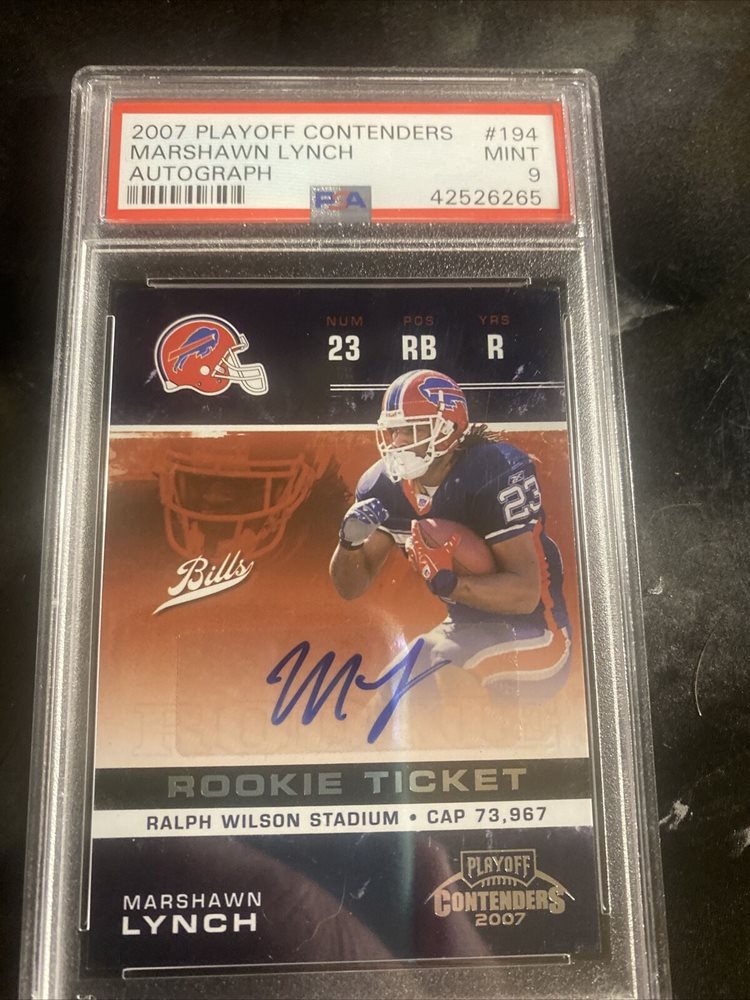 2007 PLAYOFF CONTENDERS #194
MARSHAWN LYNCH MINT
AUTOGRAPH 9
PSA 42526265
NUM POS YRS
23 RB R
23
Bills
ROOKIE TICKET
RALPH WILSON STADIUM • CAP 73,967
MARSHAWN
LYNCH
PLAYOFF
CONTENDERS
2007